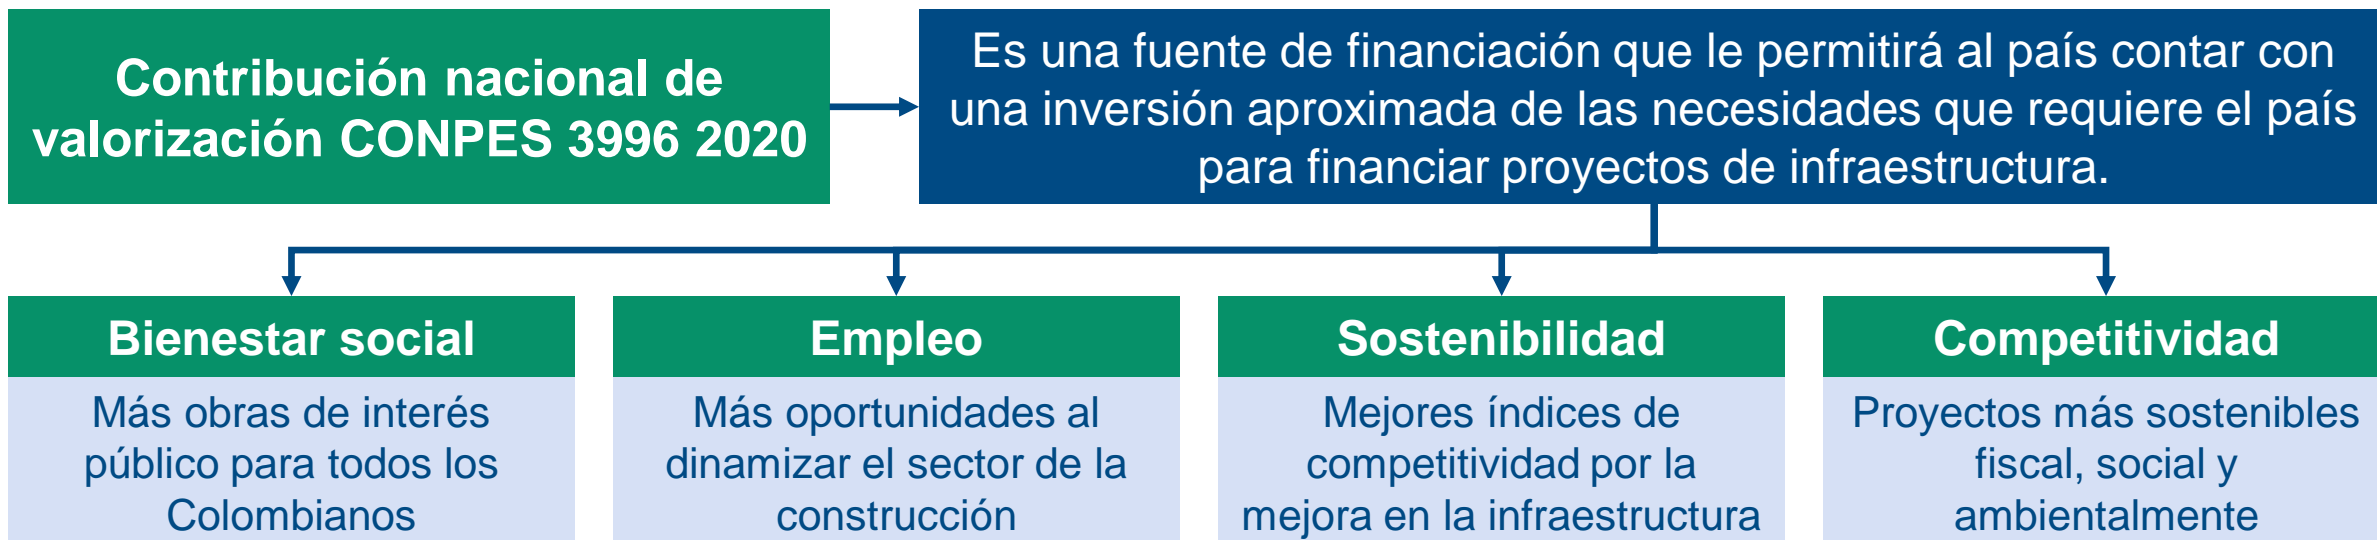 Contribución nacional de
valorización CONPES 3996 2020
Es una fuente de financiación que le permitirá al país contar con
una inversión aproximada de las necesidades que requiere el país
para financiar proyectos de infraestructura.
Bienestar social
Más obras de interés
público para todos los
Colombianos
Empleo
Más oportunidades al
dinamizar el sector de la
construcción
Sostenibilidad
Mejores índices de
competitividad por la
mejora en la infraestructura
Competitividad
Proyectos más sostenibles
fiscal, social y
ambientalmente